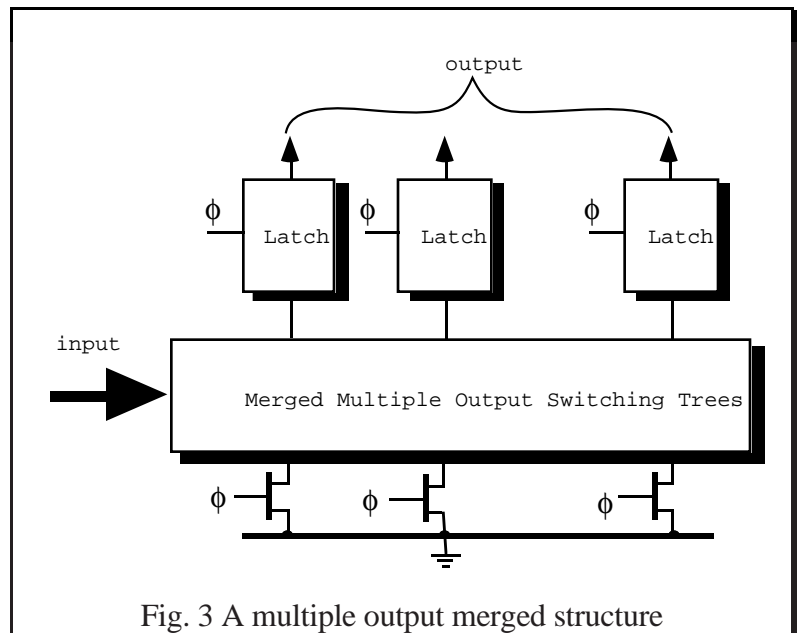 output
ϕ ϕ ϕ
Latch Latch Latch
input
Merged Multiple Output Switching Trees
ϕ ϕ ϕ
Fig. 3 A multiple output merged structure